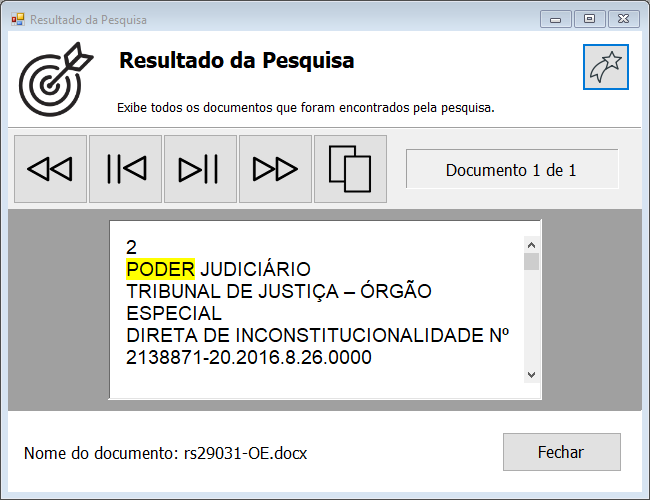 Resultado da Pesquisa
Resultado da Pesquisa
Exibe todos os documentos que foram encontrados pela pesquisa.
Documento 1 de 1
2
PODER JUDICIÁRIO
TRIBUNAL DE JUSTIÇA – ÓRGÃO
ESPECIAL
DIRETA DE INCONSTITUCIONALIDADE Nº
2138871-20.2016.8.26.0000
Nome do documento: rs29031-OE.docx
Fechar